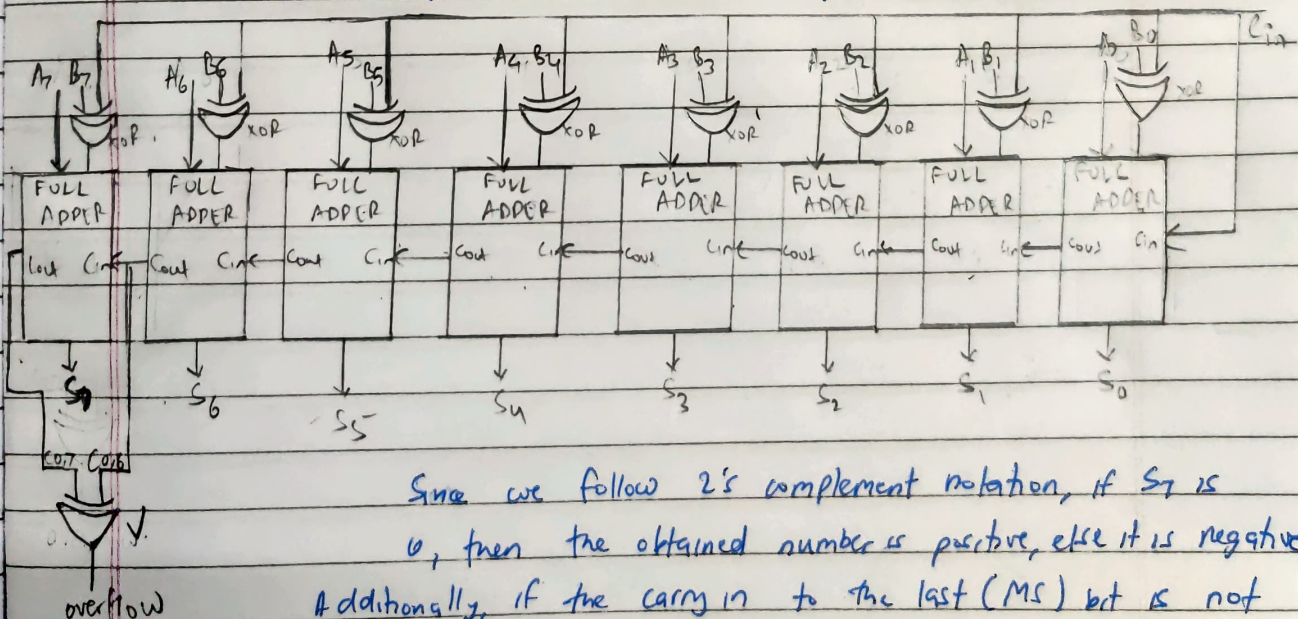 Cin
A7 B7 A6 B6 A5 B5 A4 B4 A3 B3 A2 B2 A1 B1 A0 B0
XOR XOR XOR XOR XOR XOR XOR XOR
FULL FULL FULL FULL FULL FULL FULL FULL
ADDER ADDER ADDER ADDER ADDER ADDER ADDER ADDER
Cout Cin Cout Cin Cout Cin Cout Cin Cout Cin Cout Cin Cout Cin Cout Cin
S7 S6 S5 S4 S3 S2 S1 S0
C0,7 C0,6
V
overflow
Since we follow 2's complement notation, if S7 is
0, then the obtained number is positive, else it is negative
Additionally, if the carry in to the last (MS) bit is not